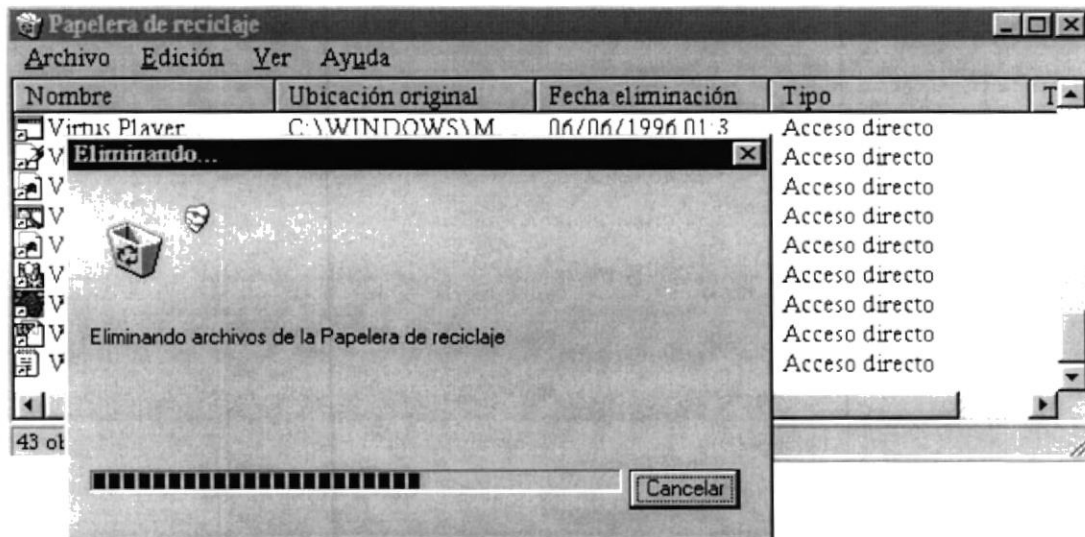 Papelera de reciclaje
Archivo Edición Ver Ayuda
Nombre Ubicación original Fecha eliminación Tipo T
Virtus Player C:\WINDOWS\M 06/06/1996 01:3 Acceso directo
V Acceso directo
V Acceso directo
V Acceso directo
V Acceso directo
V Acceso directo
V Acceso directo
V Acceso directo
V Acceso directo
Eliminando...
Eliminando archivos de la Papelera de reciclaje
43 ob
Cancelar